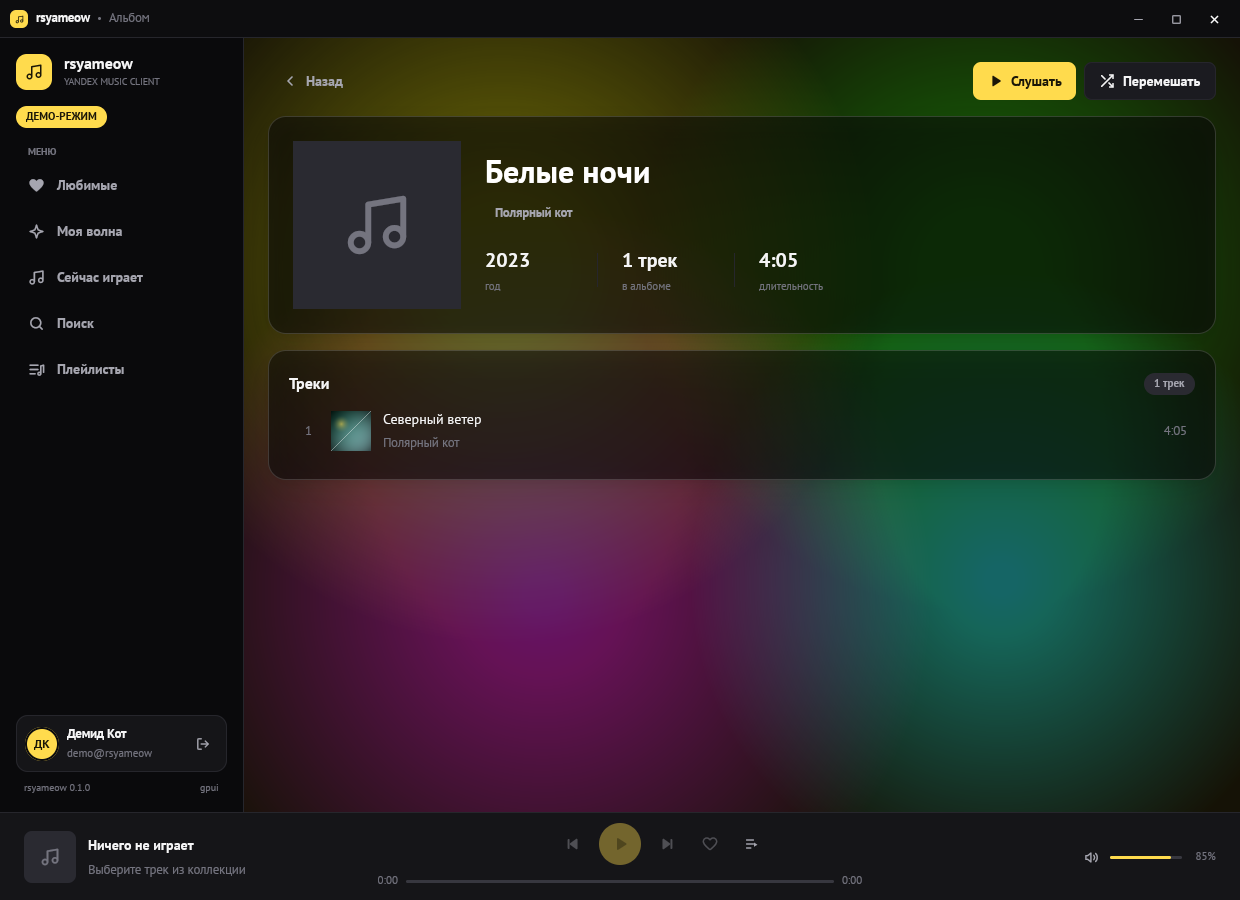 rsyameow • Альбом
rsyameow
YANDEX MUSIC CLIENT
ДЕМО-РЕЖИМ
МЕНЮ
Любимые
Моя волна
Сейчас играет
Поиск
Плейлисты
ДК
Демид Кот
demo@rsyameow
rsyameow 0.1.0
gpui
Назад
Слушать
Перемешать
Белые ночи
Полярный кот
2023
1 трек
4:05
год
в альбоме
длительность
Треки
1 трек
1
Северный ветер
Полярный кот
4:05
Ничего не играет
Выберите трек из коллекции
0:00
0:00
85%